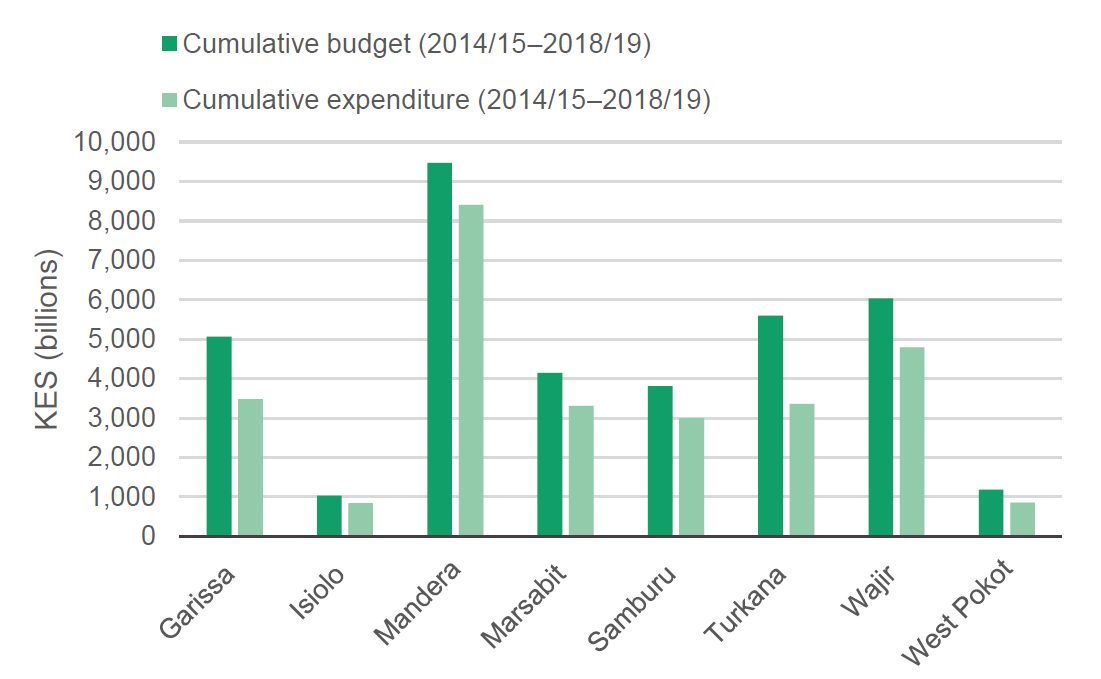 Cumulative budget (2014/15–2018/19)
Cumulative expenditure (2014/15–2018/19)
10,000
9,000
8,000
7,000
6,000
5,000
4,000
3,000
2,000
1,000
0
KES (billions)
Garissa
Isiolo
Mandera
Marsabit
Samburu
Turkana
Wajir
West Pokot